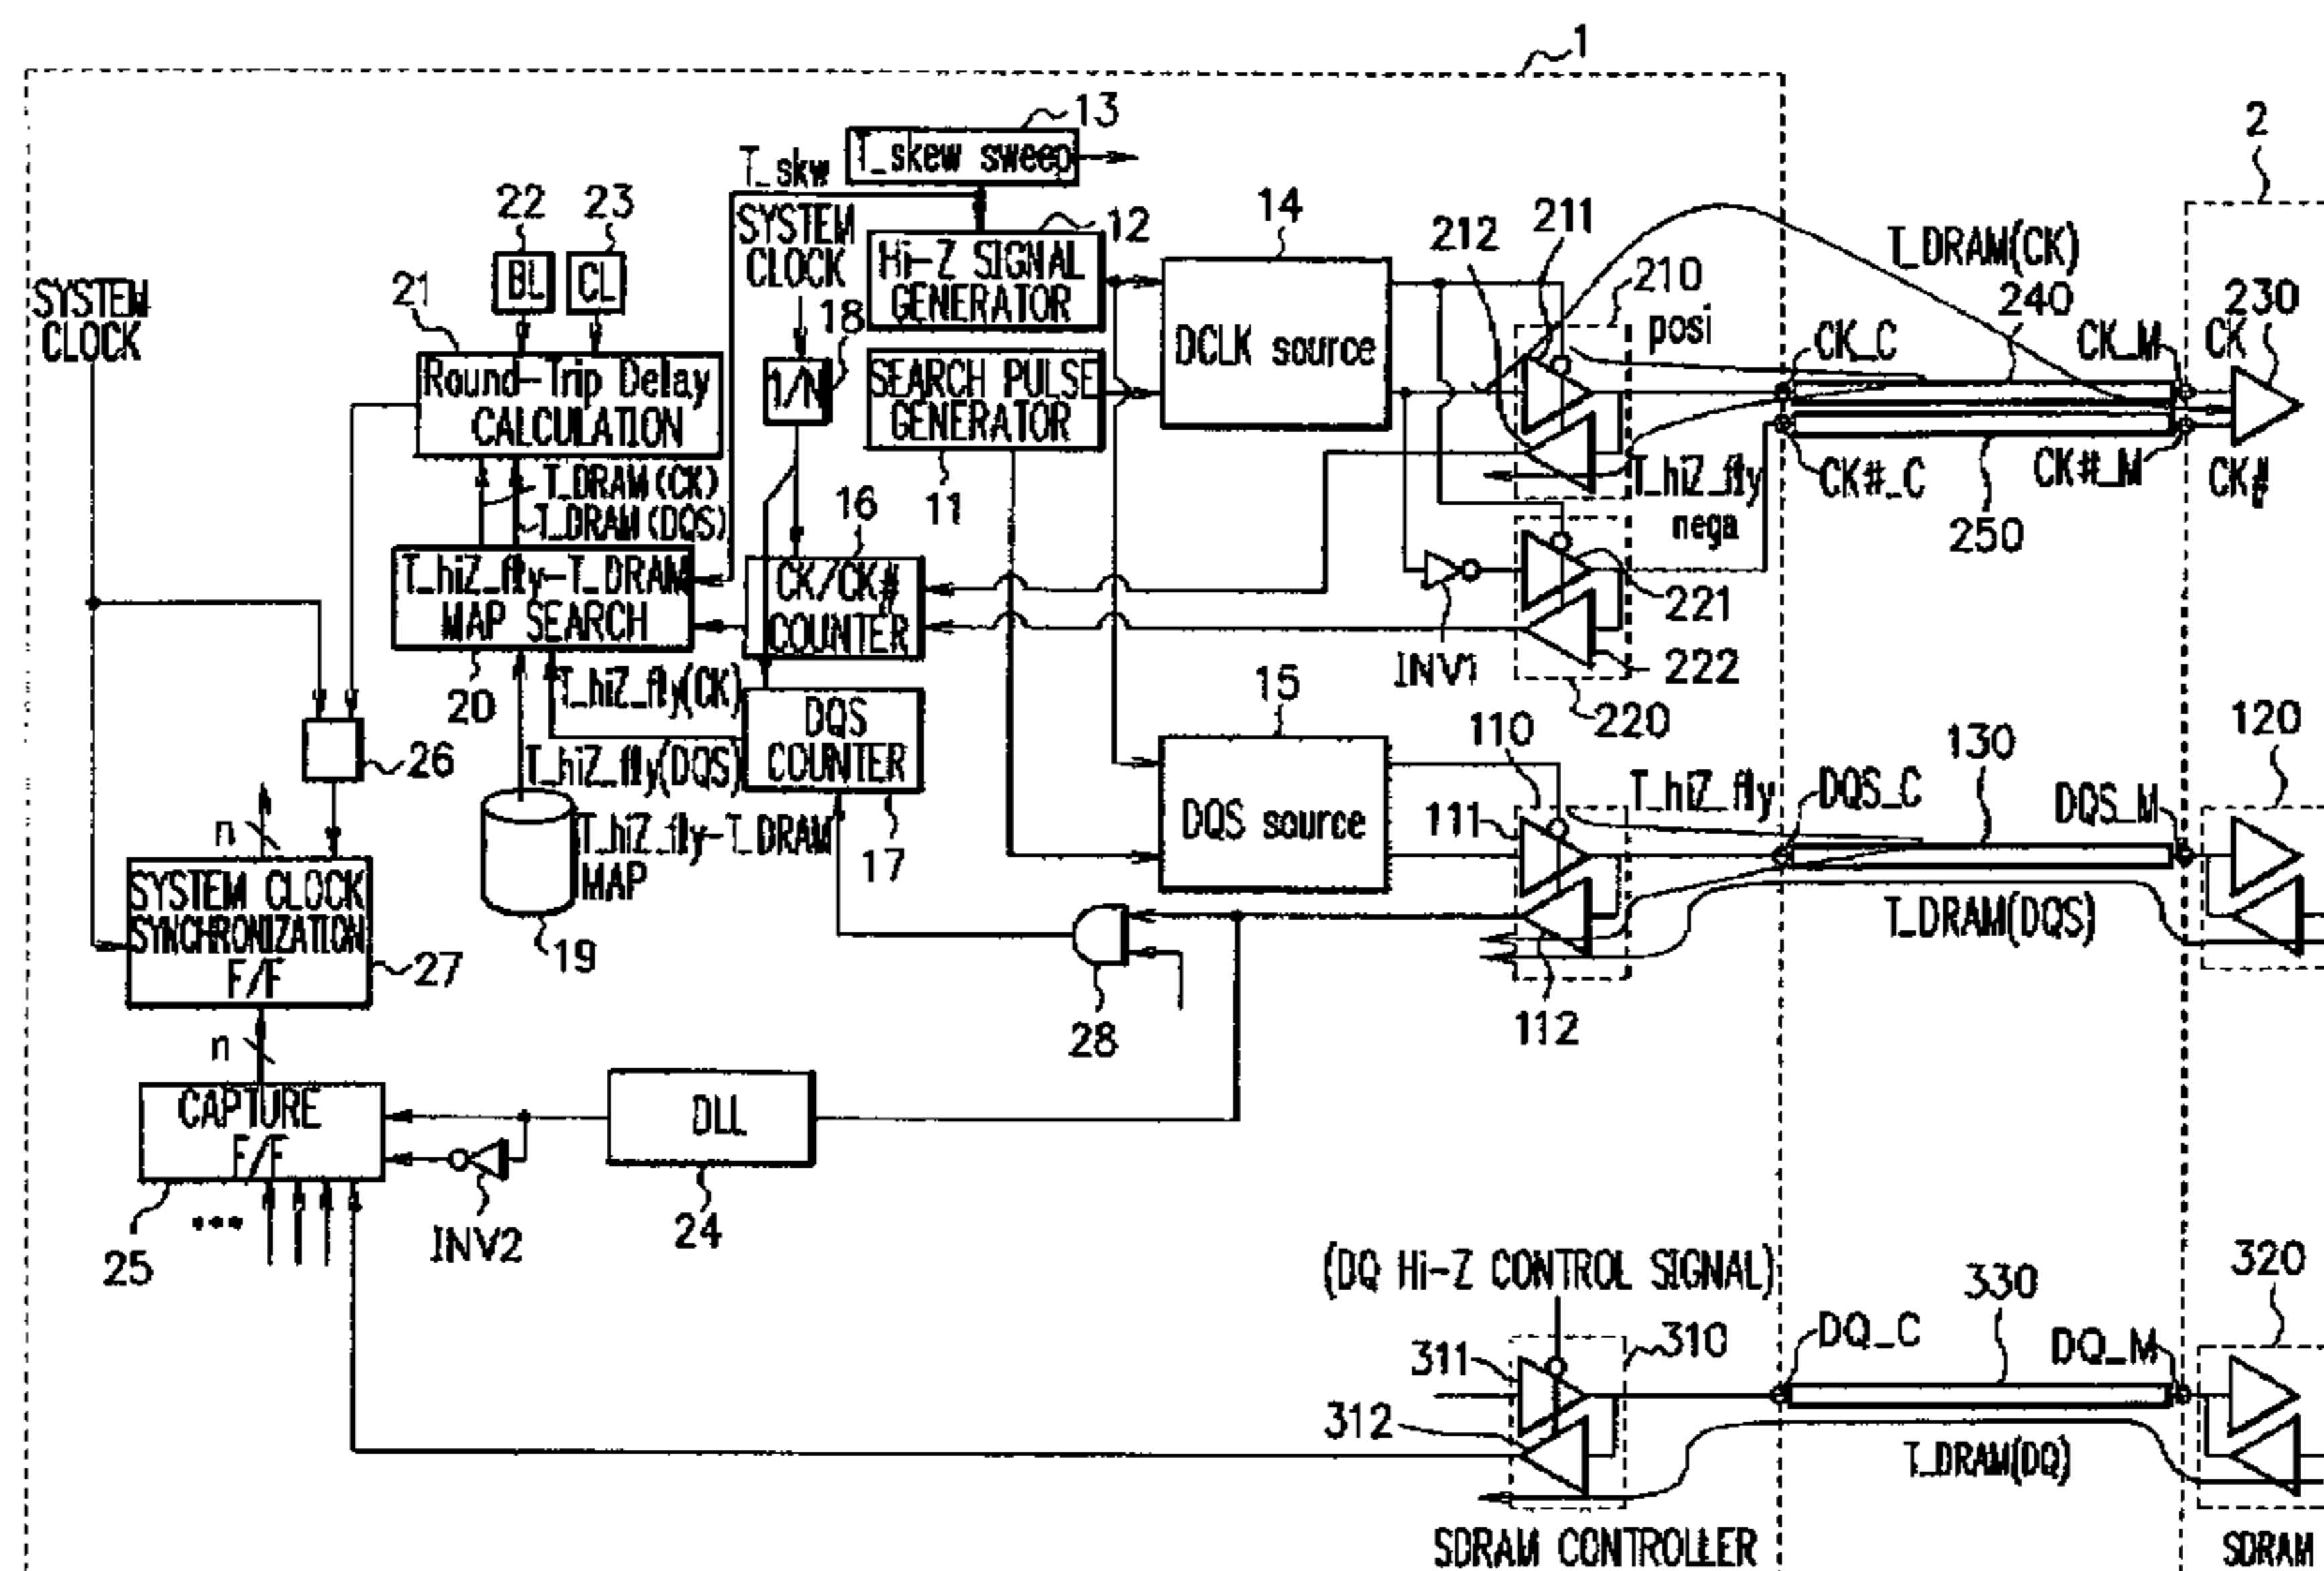 1
13
T_skew sweep
2
T_skw
22
23
SYSTEM
CLOCK
12
14
211
212
T_DRAM(CK)
BL
CL
Hi-Z SIGNAL
GENERATOR
210
240
230
SYSTEM
CLOCK
21
18
posi
DCLK source
CK_C
CK_M
CK
Round-Trip Delay
CALCULATION
1/N
SEARCH PULSE
GENERATOR
T_DRAM(CK)
T_DRAM(DQS)
16
11
T_hiZ_fly
nega
CK#_C
CK#_M
CK#
250
T_hiZ_fly-T_DRAM
MAP SEARCH
CK/CK#
COUNTER
221
222
INV1
20
T_hiZ_fly(CK)
15
220
DQS
COUNTER
110
130
120
26
T_hiZ_fly(DQS)
T_hiZ_fly
DQS_C
DQS_M
n
T_hiZ_fly-T_DRAM
MAP
17
DQS source
111
SYSTEM CLOCK
SYNCHRONIZATION
F/F
T_DRAM(DQS)
27
19
28
112
n
CAPTURE
F/F
DLL
25
...
INV2
24
(DQ Hi-Z CONTROL SIGNAL)
330
320
311
310
DQ_C
DQ_M
312
T_DRAM(DQ)
SDRAM CONTROLLER
SDRAM